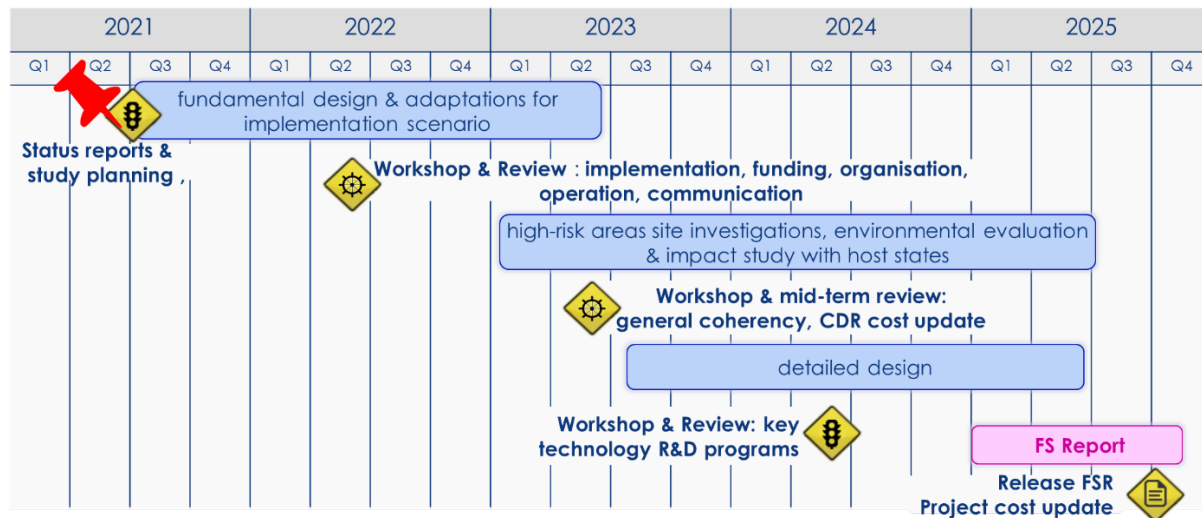 2021 2022 2023 2024 2025
Q1 Q2 Q3 Q4 Q1 Q2 Q3 Q4 Q1 Q2 Q3 Q4 Q1 Q2 Q3 Q4 Q1 Q2 Q3 Q4
fundamental design & adaptations for
implementation scenario
Status reports &
study planning ,
Workshop & Review : implementation, funding, organisation,
operation, communication
high-risk areas site investigations, environmental evaluation
& impact study with host states
Workshop & mid-term review:
general coherency, CDR cost update
detailed design
Workshop & Review: key
technology R&D programs
FS Report
Release FSR
Project cost update